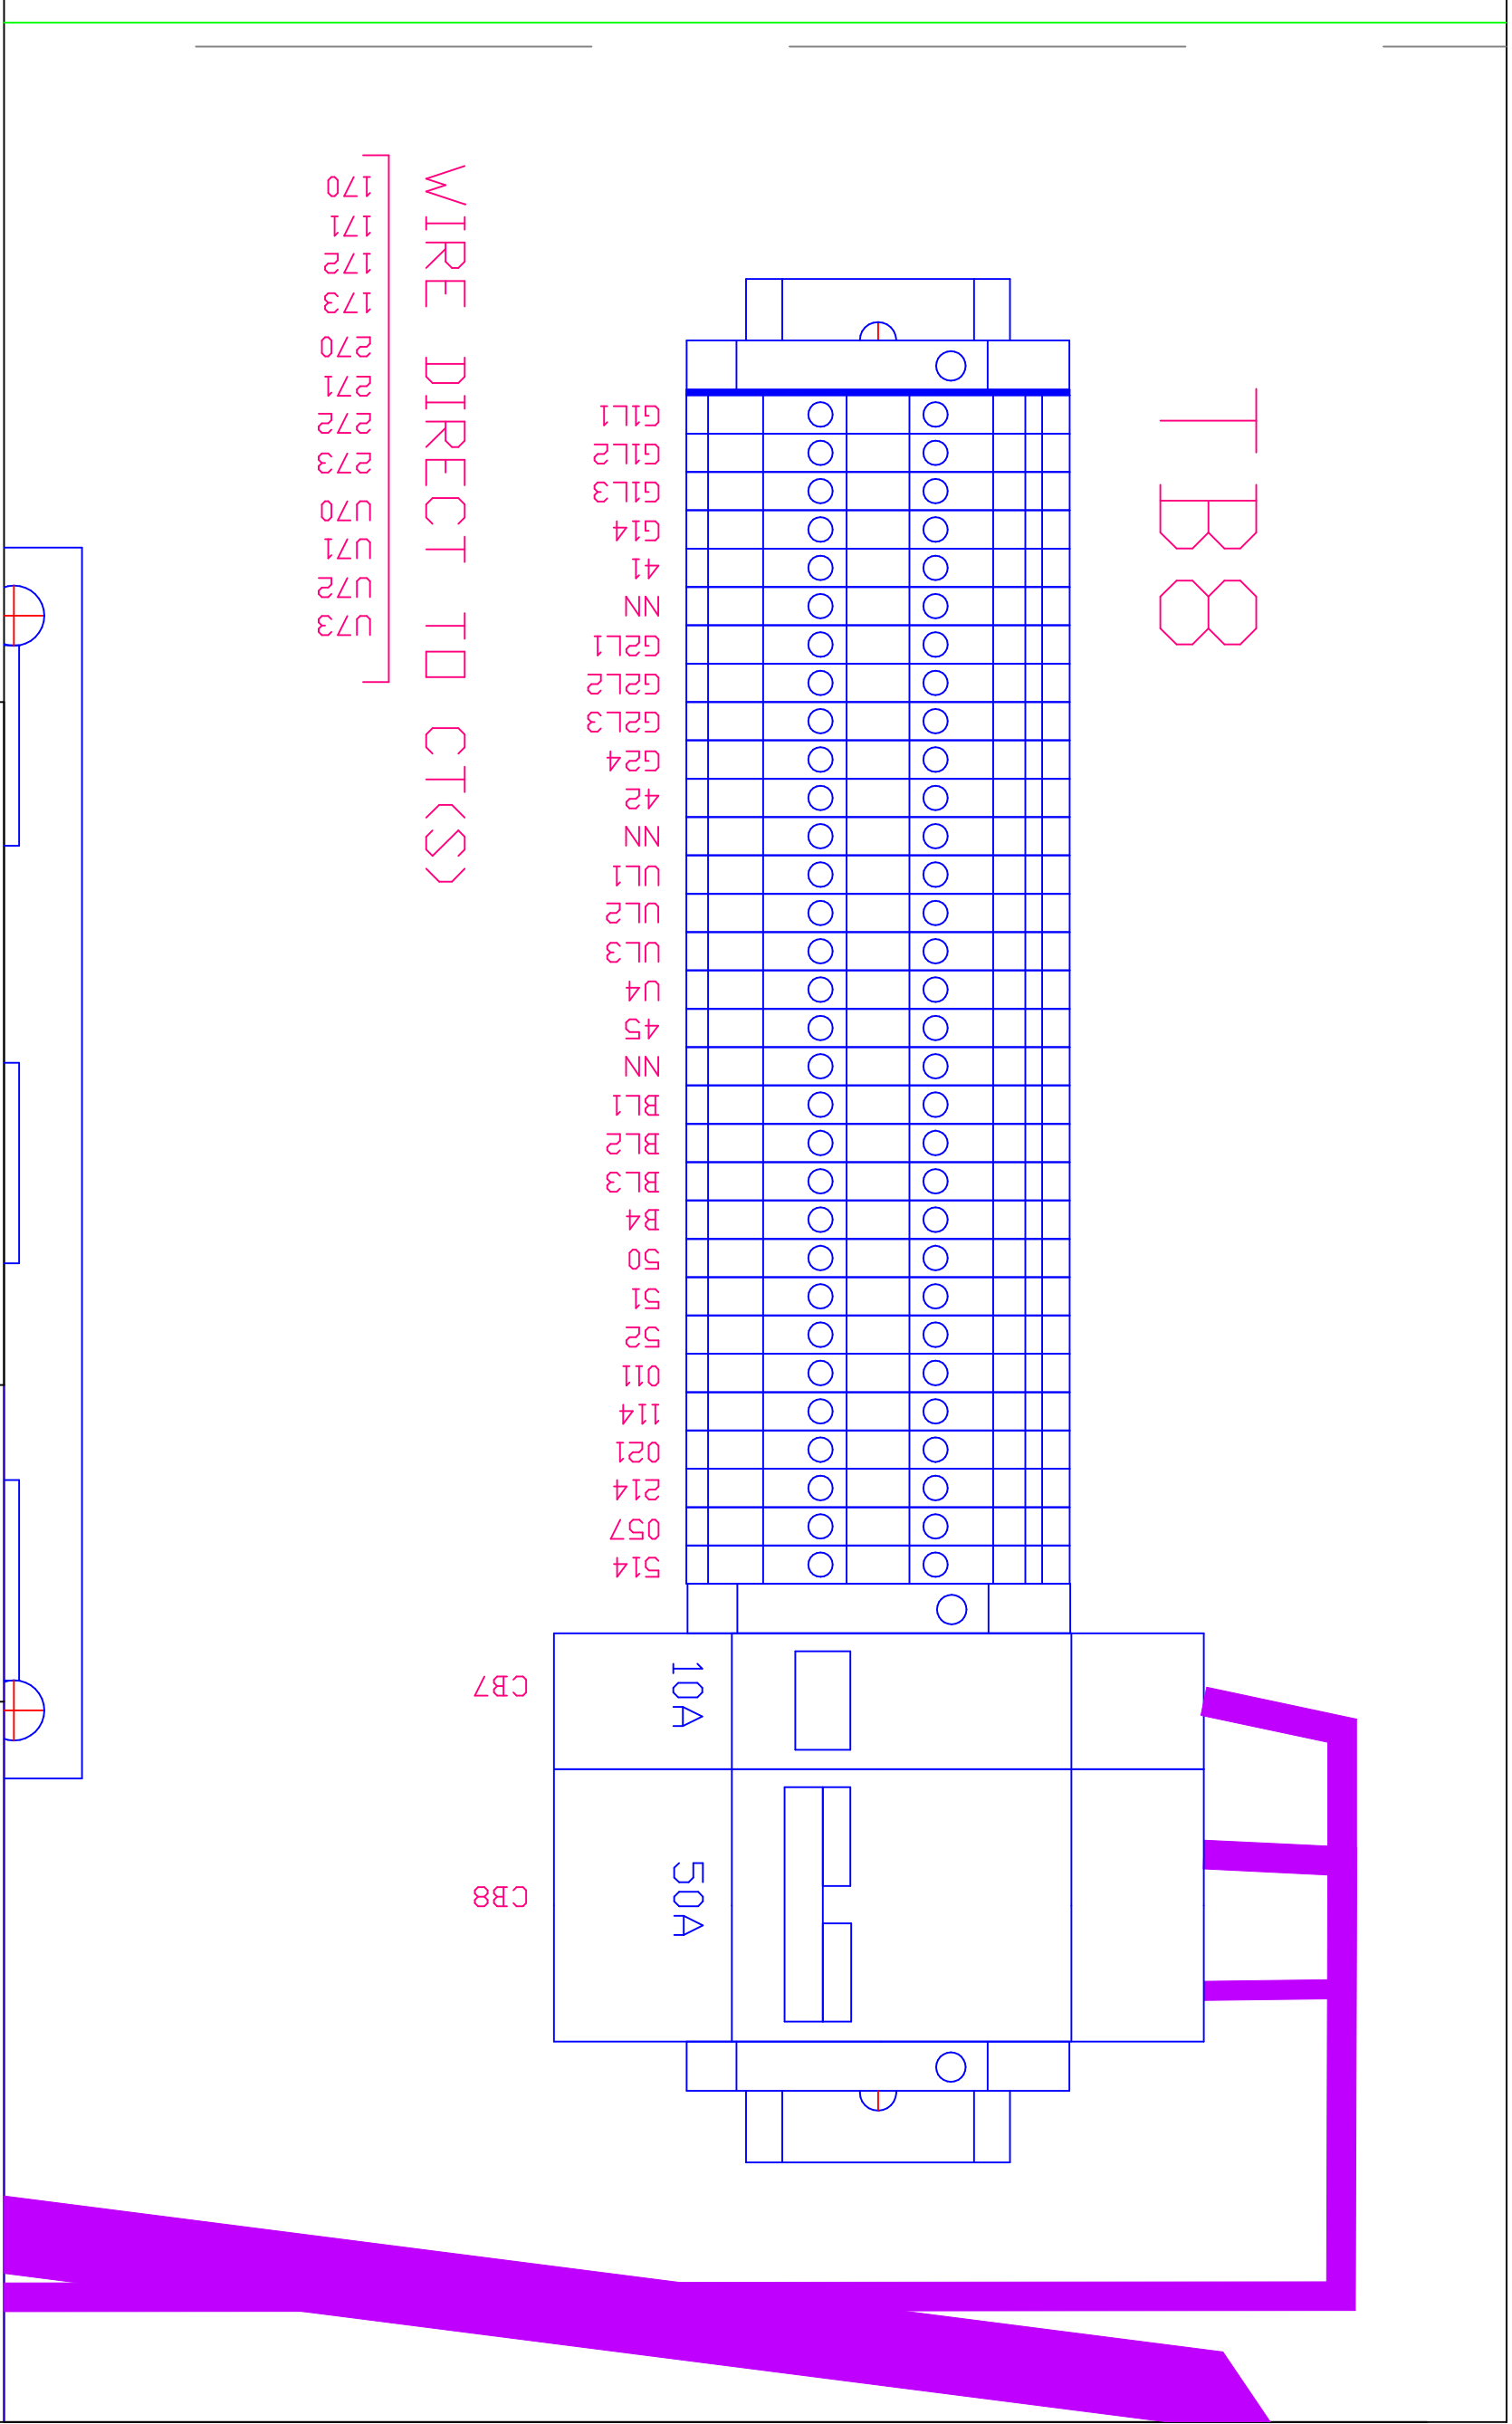 WIRE DIRECT TO CT(S)
170
171
172
173
270
271
272
273
U70
U71
U72
U73
TB8
G1L1
G1L2
G1L3
G14
41
NN
G2L1
G2L2
G2L3
G24
42
NN
UL1
UL2
UL3
U4
45
NN
BL1
BL2
BL3
B4
50
51
52
011
114
021
214
057
514
CB7
10A
CB8
50A